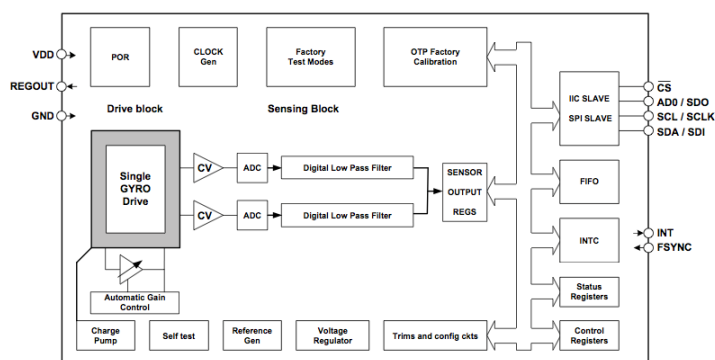 VDD
REGOUT
GND
POR
CLOCK
Gen
Factory
Test Modes
OTP Factory
Calibration
Drive block
Sensing Block
Single
GYRO
Drive
CV
ADC
Digital Low Pass Filter
CV
ADC
Digital Low Pass Filter
SENSOR
OUTPUT
REGS
Automatic Gain
Control
Charge
Pump
Self test
Reference
Gen
Voltage
Regulator
Trims and config ckts
IIC SLAVE
SPI SLAVE
FIFO
INTC
Status
Registers
Control
Registers
CS
AD0 / SDO
SCL / SCLK
SDA / SDI
INT
FSYNC